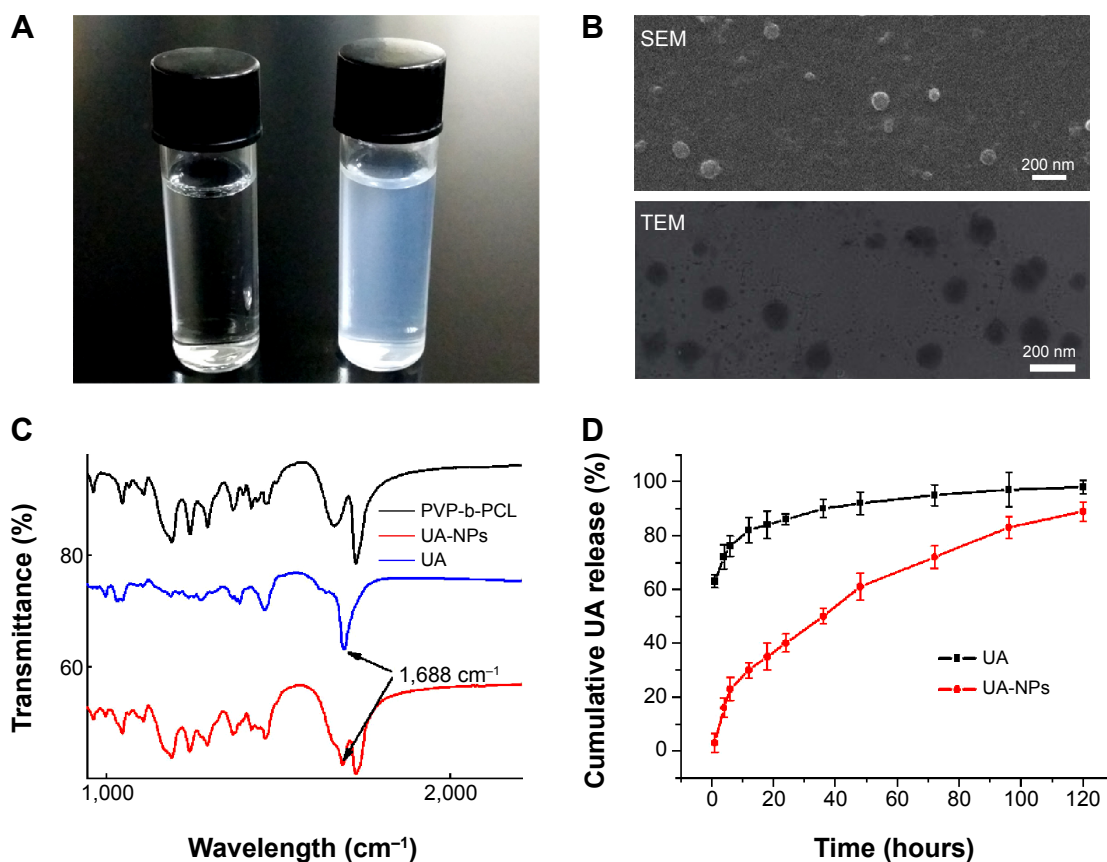 A
B
SEM
200 nm
TEM
200 nm
C
D
Transmittance (%)
80
60
PVP-b-PCL
UA-NPs
UA
1,688 cm⁻¹
1,000
2,000
Wavelength (cm⁻¹)
Cumulative UA release (%)
100
80
60
40
20
0
UA
UA-NPs
0
20
40
60
80
100
120
Time (hours)